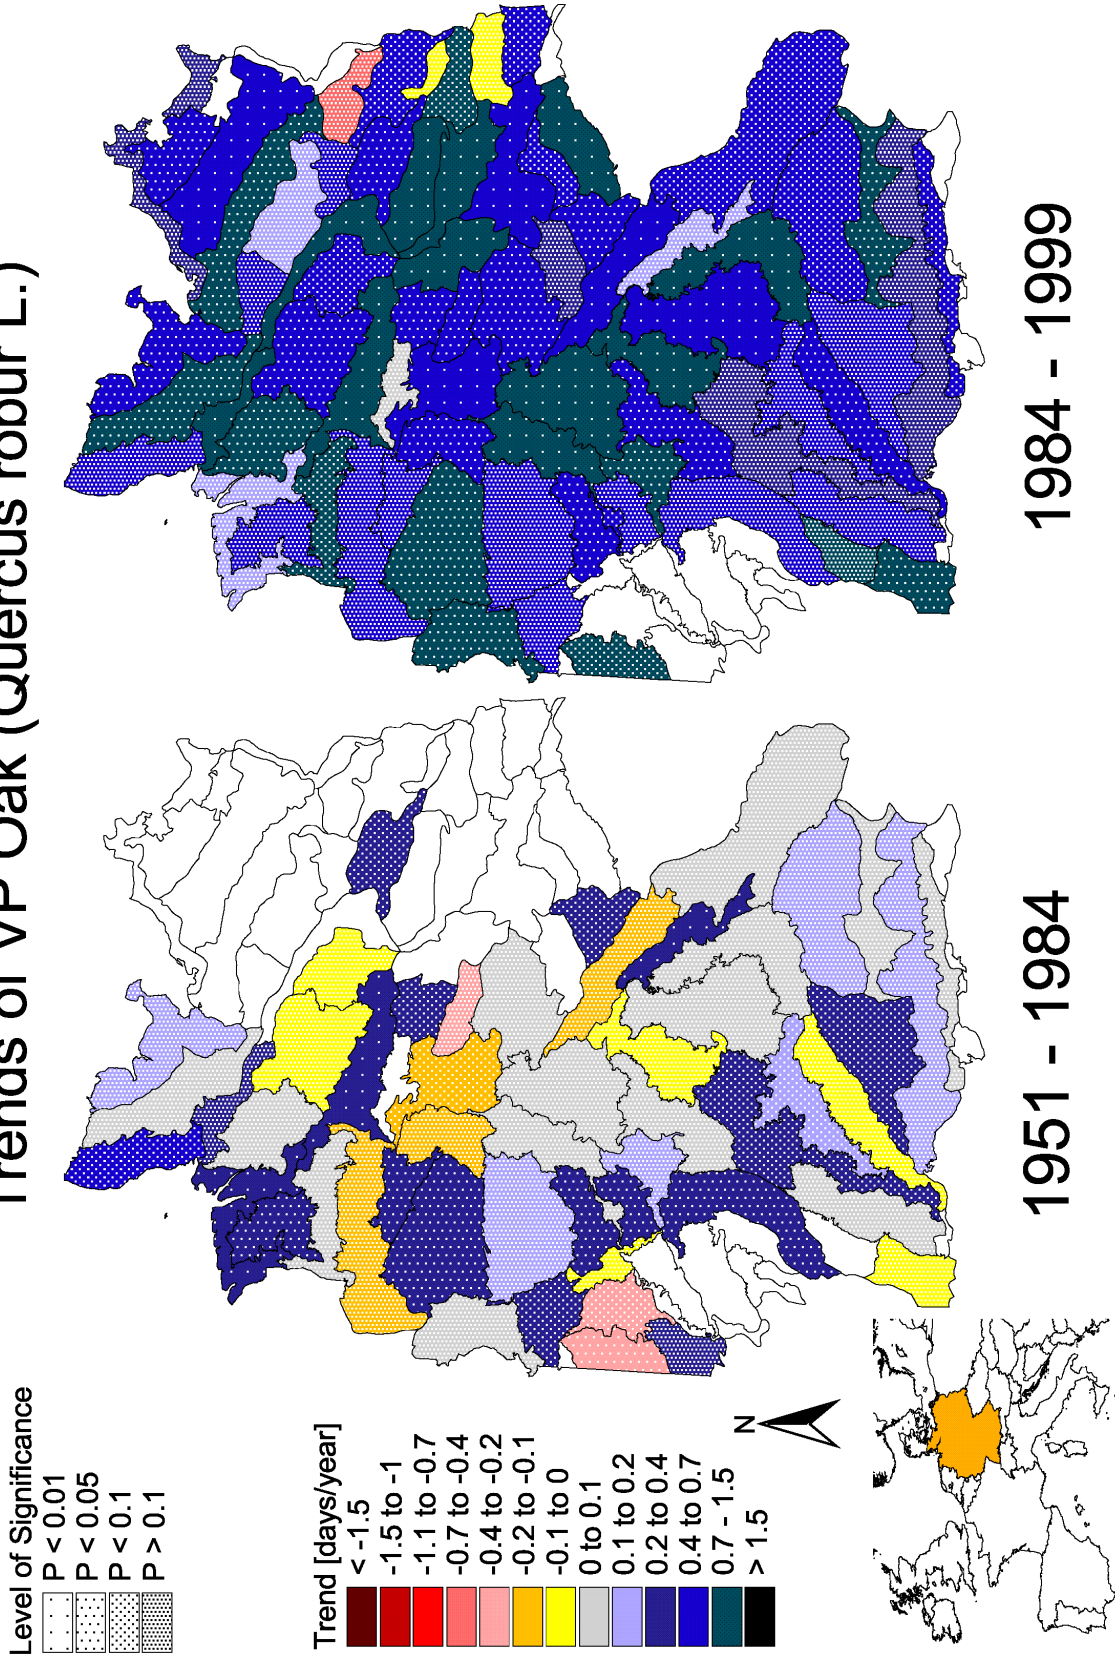 Trends of VP Oak (Quercus robur L.)
Level of Significance
P < 0.01
P < 0.05
P < 0.1
P > 0.1
Trend [days/year]
< -1.5
-1.5 to -1
-1.1 to -0.7
-0.7 to -0.4
-0.4 to -0.2
-0.2 to -0.1
-0.1 to 0
0 to 0.1
0.1 to 0.2
0.2 to 0.4
0.4 to 0.7
0.7 - 1.5
> 1.5
N
1951 - 1984
1984 - 1999